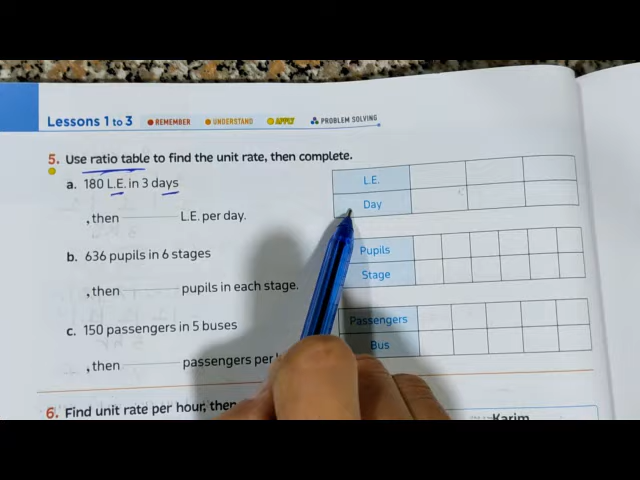 Lessons 1 to 3 REMEMBER UNDERSTAND APPLY PROBLEM SOLVING
5. Use ratio table to find the unit rate, then complete.
a. 180 L.E. in 3 days
, then L.E. per day.
L.E.
Day
b. 636 pupils in 6 stages
, then pupils in each stage.
Pupils
Stage
c. 150 passengers in 5 buses
, then passengers per
Passengers
Bus
6. Find unit rate per hour, then
Karim